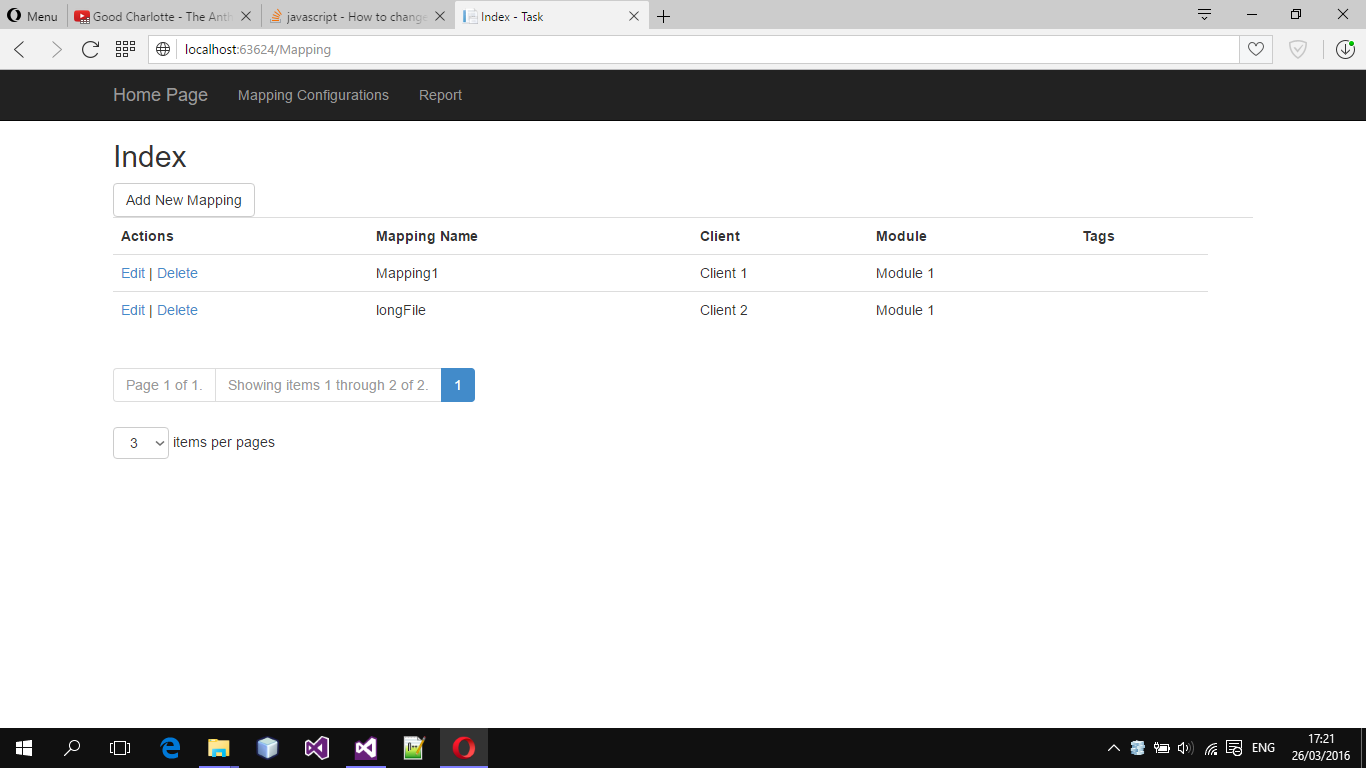 Menu
Good Charlotte - The Anth
javascript - How to change
Index - Task
localhost:63624/Mapping
Home Page Mapping Configurations Report
Index
Add New Mapping
Actions Mapping Name Client Module Tags
Edit | Delete Mapping1 Client 1 Module 1
Edit | Delete longFile Client 2 Module 1
Page 1 of 1. Showing items 1 through 2 of 2. 1
3 items per pages
ENG
17:21
26/03/2016